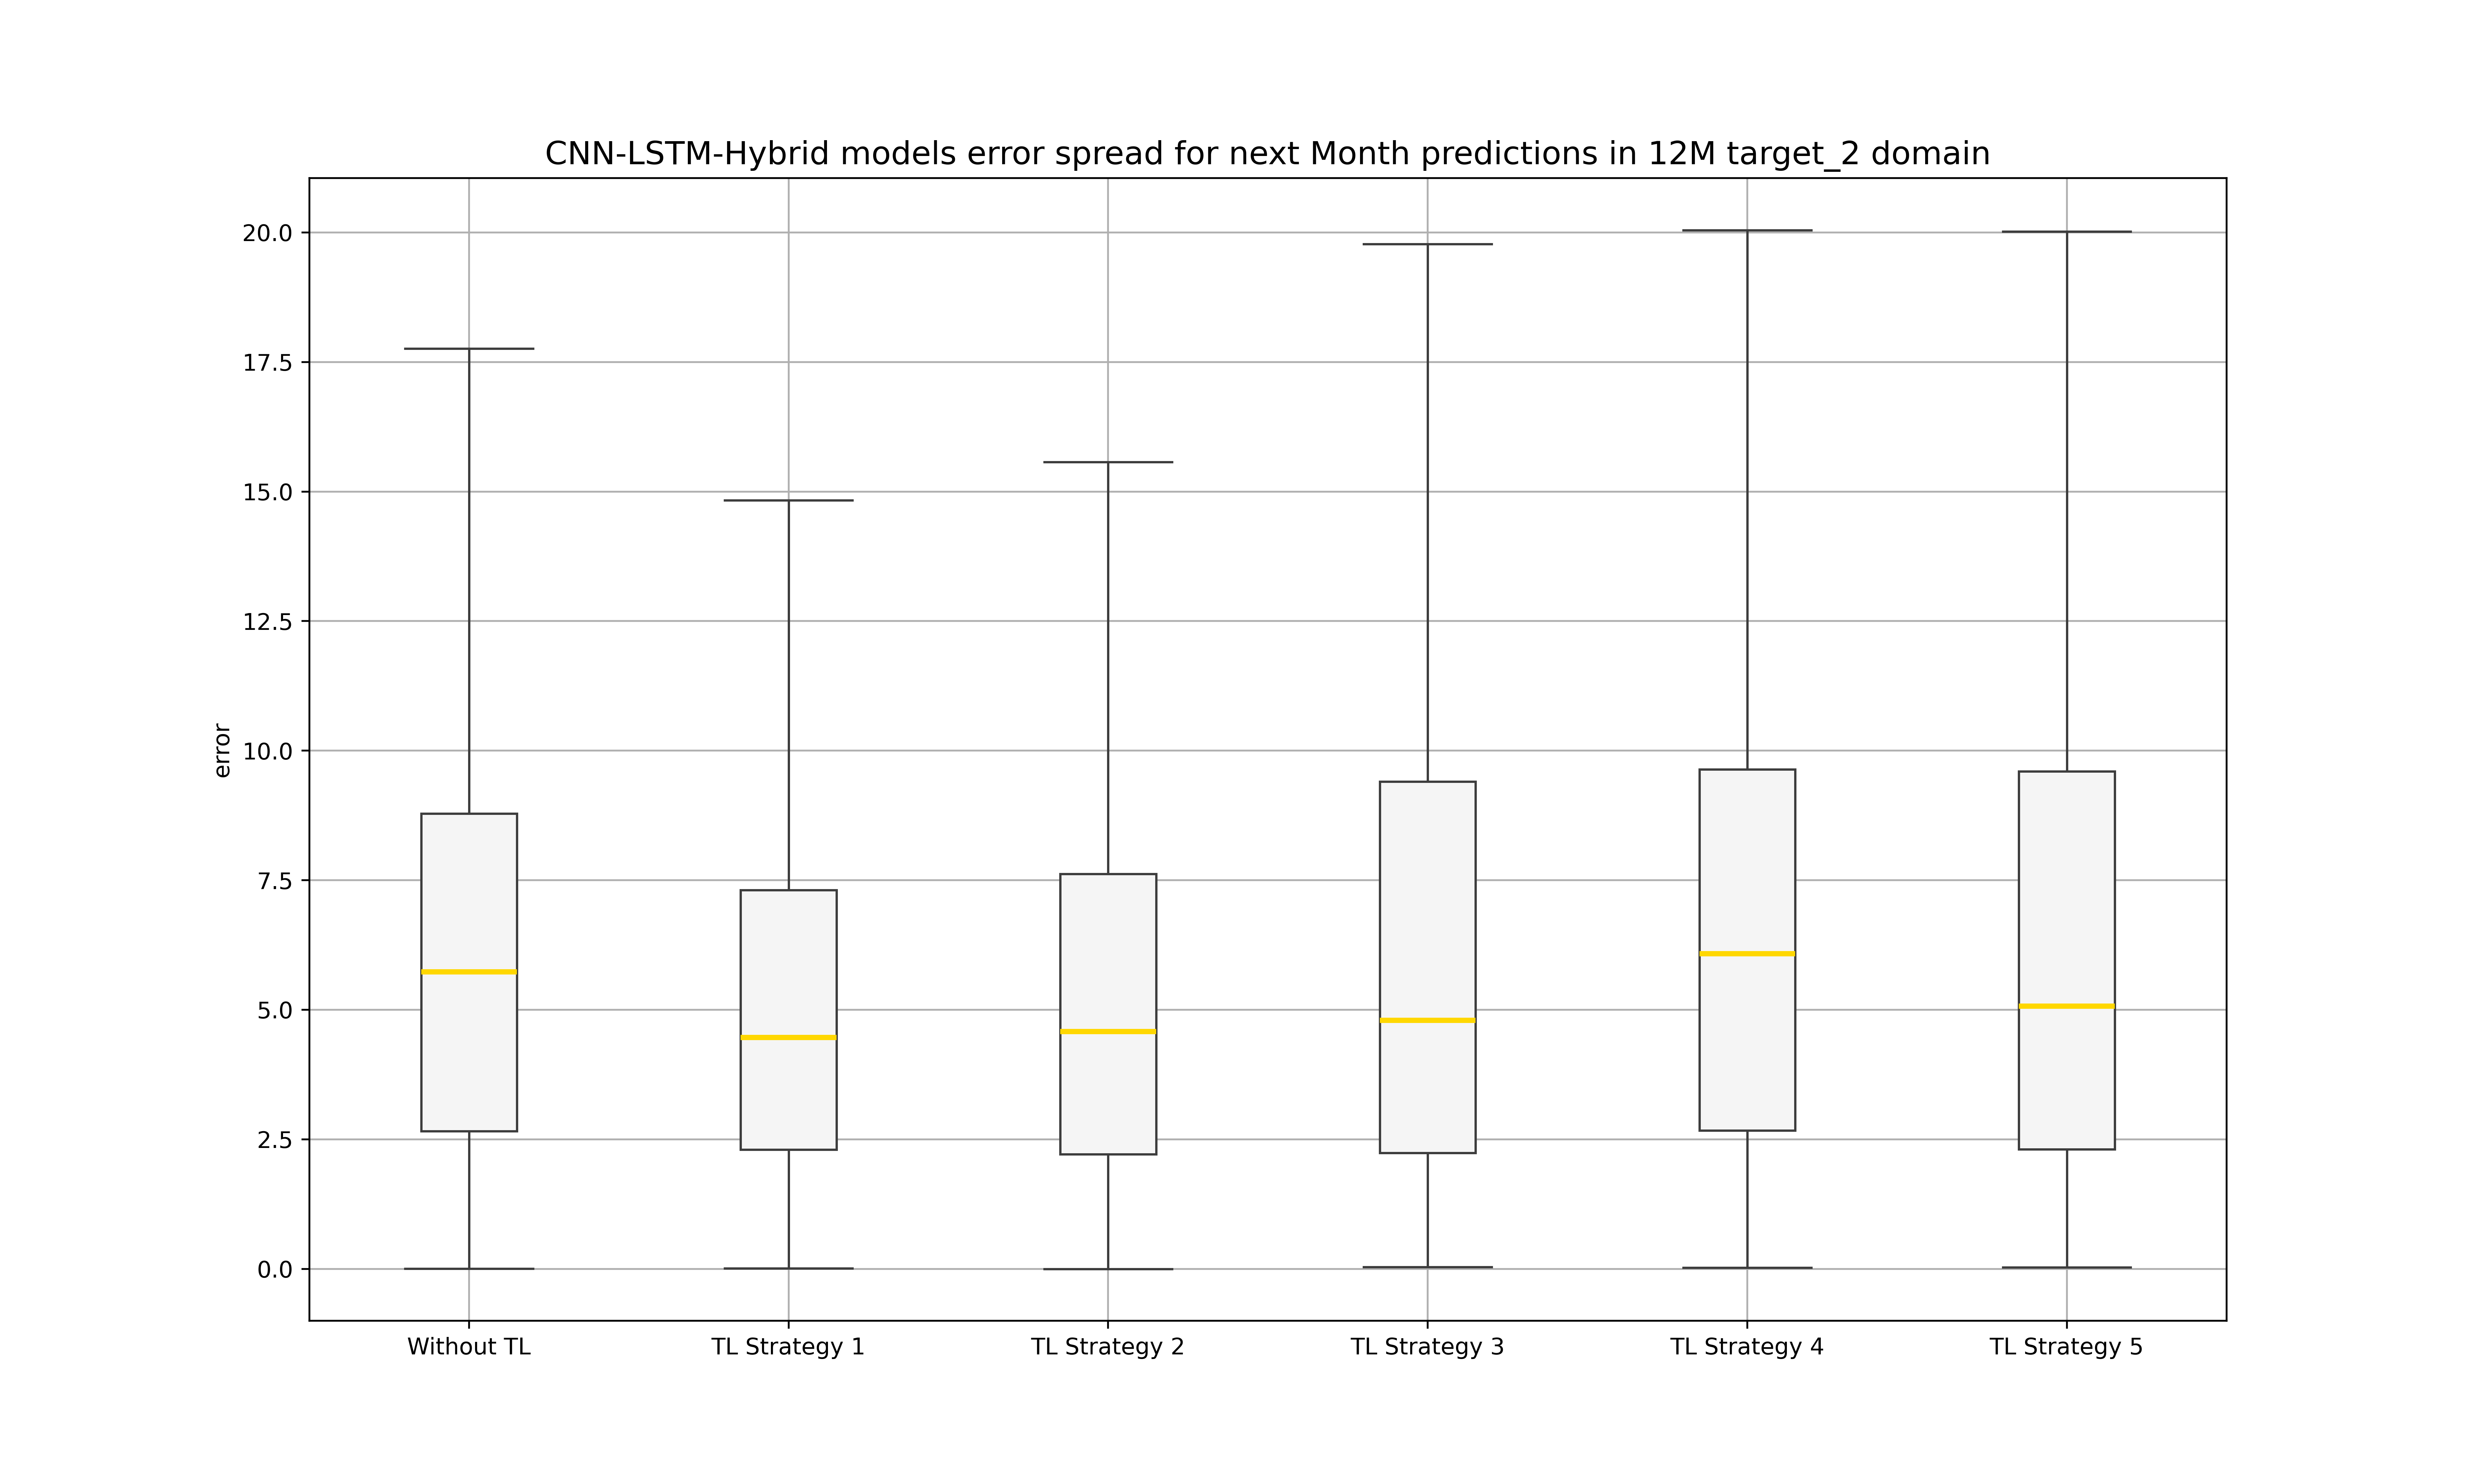 CNN-LSTM-Hybrid models error spread for next Month predictions in 12M target_2 domain
error
20.0
17.5
15.0
12.5
10.0
7.5
5.0
2.5
0.0
Without TL
TL Strategy 1
TL Strategy 2
TL Strategy 3
TL Strategy 4
TL Strategy 5